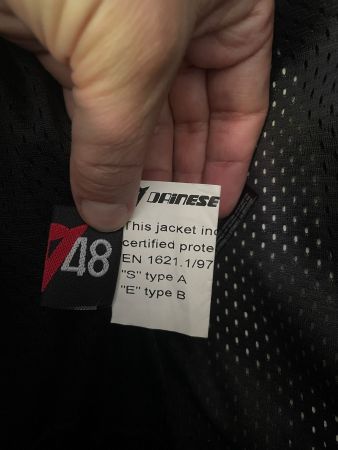 48
DAINESE
This jacket inc
certified prote
EN 1621.1/97
"S" type A
"E" type B